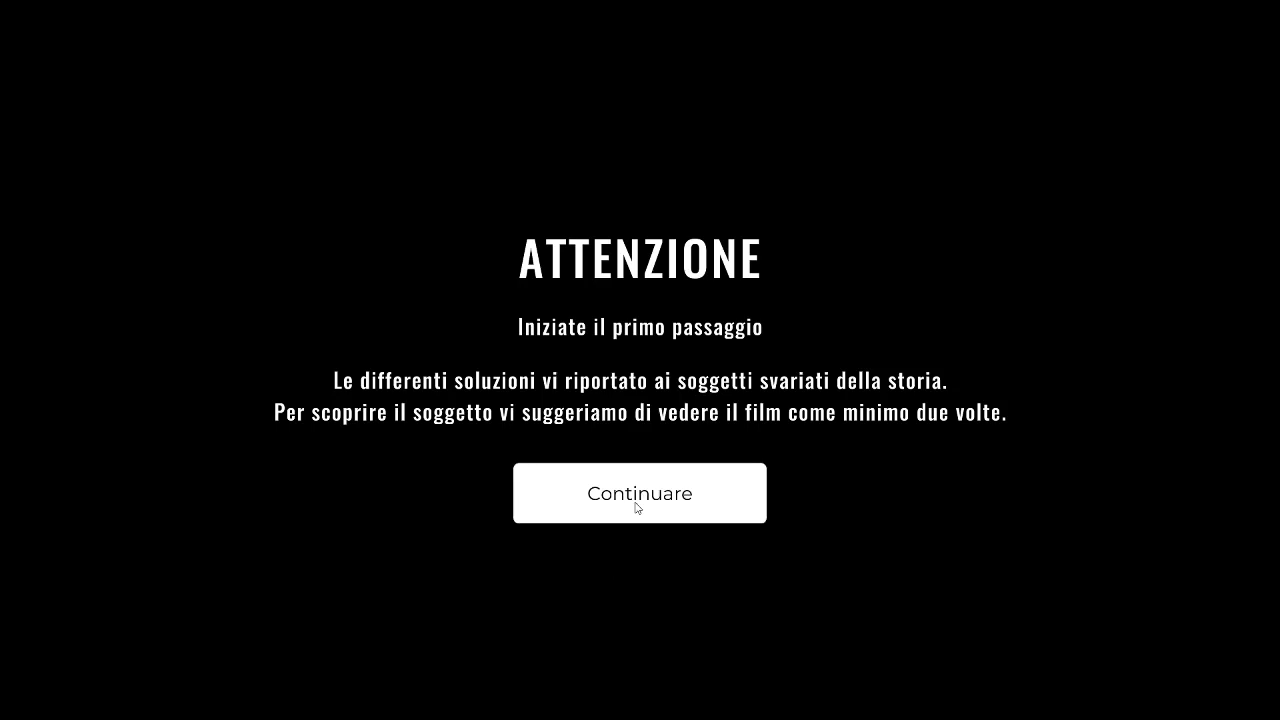 ATTENZIONE
Iniziate il primo passaggio
Le differenti soluzioni vi riportato ai soggetti svariati della storia.
Per scoprire il soggetto vi suggeriamo di vedere il film come minimo due volte.
Continuare